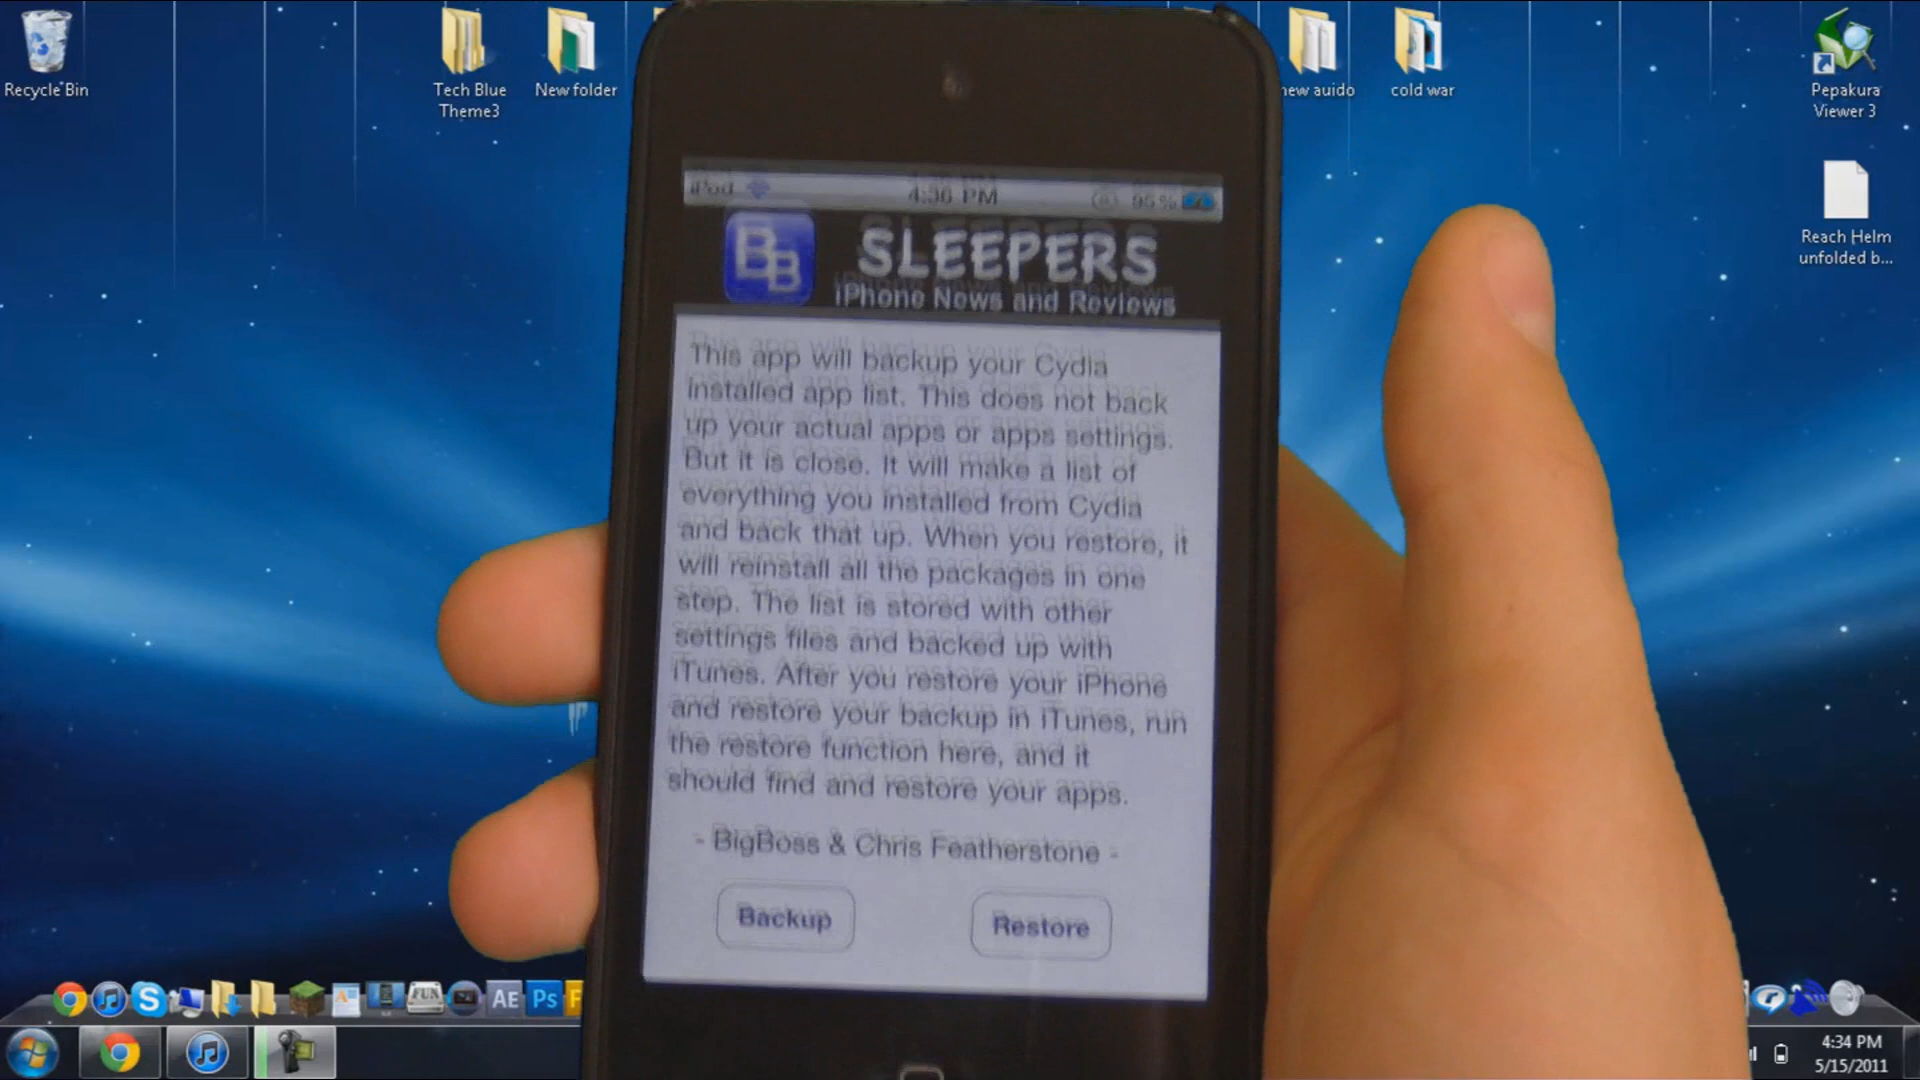 Recycle Bin
Tech Blue
Theme3
New folder
new auido
cold war
Pepakura
Viewer 3
Reach Helm
unfolded b...
iPod
4:36 PM
95%
BB
SLEEPERS
iPhone News and Reviews
This app will backup your Cydia
installed app list. This does not back
up your actual apps or apps settings.
But it is close. It will make a list of
everything you installed from Cydia
and back that up. When you restore, it
will reinstall all the packages in one
step. The list is stored with other
settings files and backed up with
iTunes. After you restore your iPhone
and restore your backup in iTunes, run
the restore function here, and it
should find and restore your apps.
- BigBoss & Chris Featherstone -
Backup
Restore
FUN
AE
Ps
4:34 PM
5/15/2011